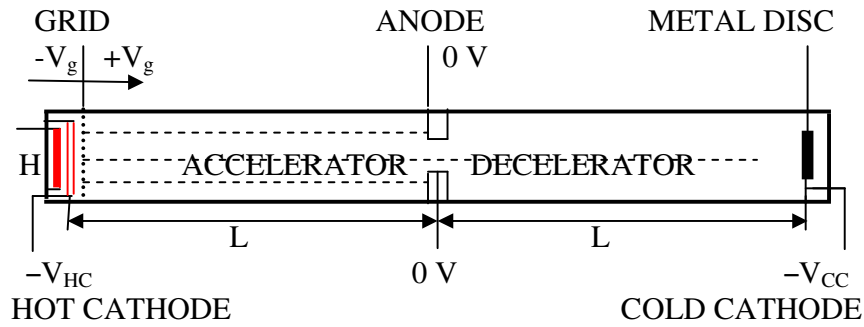 GRID ANODE METAL DISC
-Vg +Vg 0 V
H ACCELERATOR DECELERATOR
L L
–VHC 0 V –VCC
HOT CATHODE COLD CATHODE